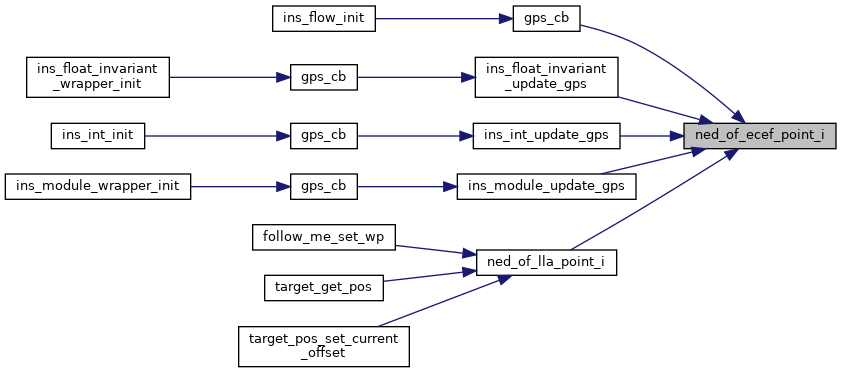 ins_flow_init
gps_cb
ins_float_invariant
_wrapper_init
gps_cb
ins_float_invariant
_update_gps
ins_int_init
gps_cb
ins_int_update_gps
ned_of_ecef_point_i
ins_module_wrapper_init
gps_cb
ins_module_update_gps
follow_me_set_wp
ned_of_lla_point_i
target_get_pos
target_pos_set_current
_offset